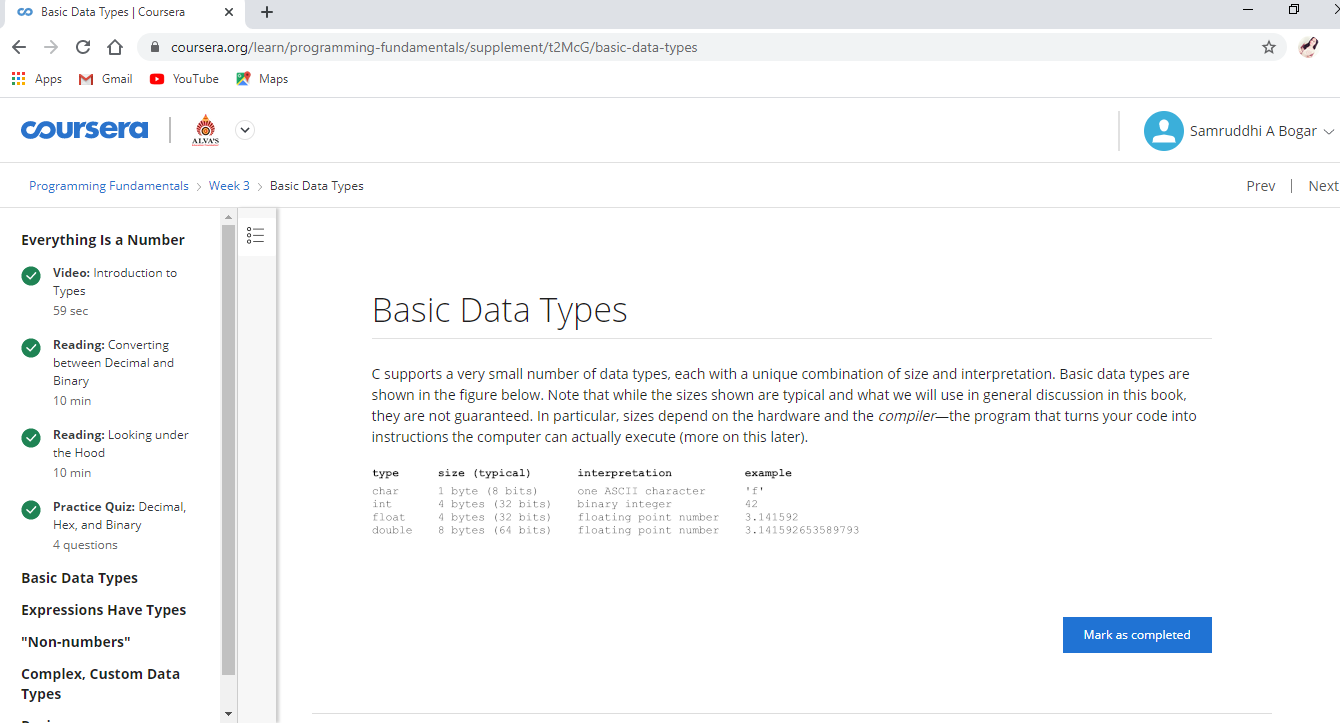 Basic Data Types | Coursera
coursera.org/learn/programming-fundamentals/supplement/t2McG/basic-data-types
Apps Gmail YouTube Maps
coursera
ALVA'S
Samruddhi A Bogar
Programming Fundamentals > Week 3 > Basic Data Types
Prev | Next
Everything Is a Number
Video: Introduction to
Types
59 sec
Reading: Converting
between Decimal and
Binary
10 min
Reading: Looking under
the Hood
10 min
Practice Quiz: Decimal,
Hex, and Binary
4 questions
Basic Data Types
Expressions Have Types
"Non-numbers"
Complex, Custom Data
Types
Basic Data Types
C supports a very small number of data types, each with a unique combination of size and interpretation. Basic data types are
shown in the figure below. Note that while the sizes shown are typical and what we will use in general discussion in this book,
they are not guaranteed. In particular, sizes depend on the hardware and the compiler—the program that turns your code into
instructions the computer can actually execute (more on this later).
type size (typical) interpretation example
char 1 byte (8 bits) one ASCII character 'f'
int 4 bytes (32 bits) binary integer 42
float 4 bytes (32 bits) floating point number 3.141592
double 8 bytes (64 bits) floating point number 3.141592653589793
Mark as completed